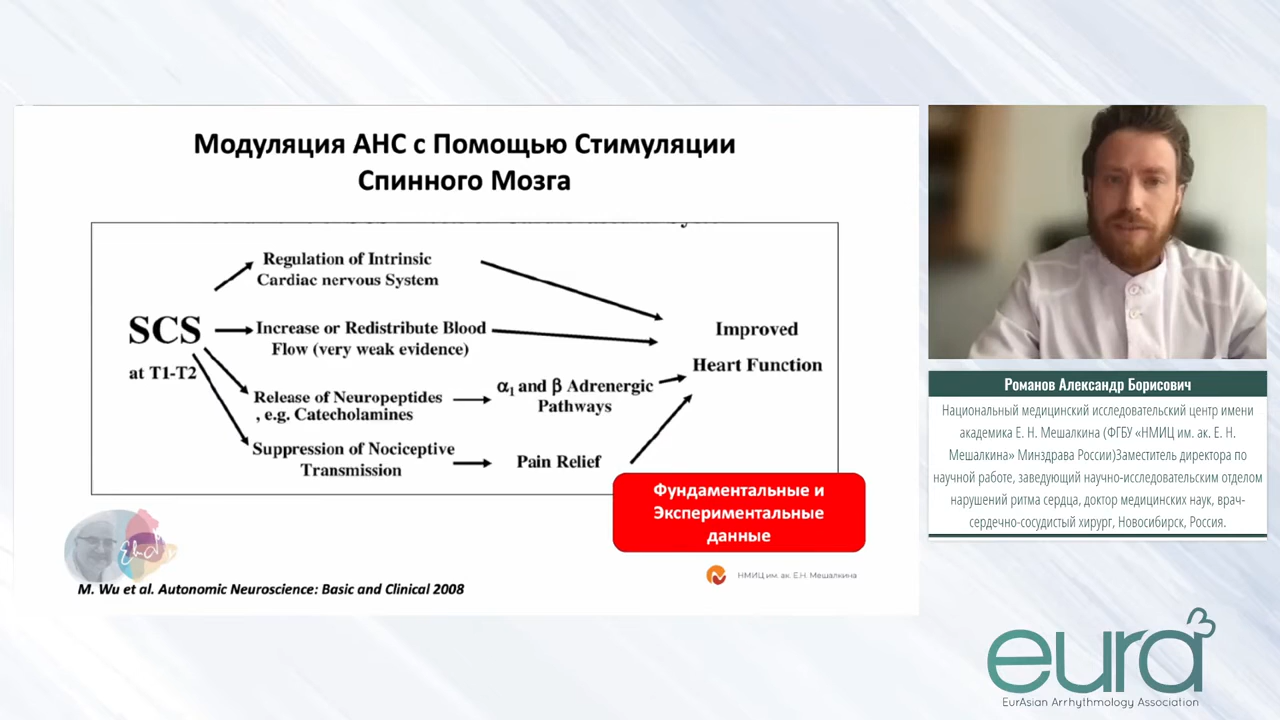 Модуляция АНС с Помощью Стимуляции
Спинного Мозга
SCS
at T1-T2
Regulation of Intrinsic
Cardiac nervous System
Increase or Redistribute Blood
Flow (very weak evidence)
Release of Neuropeptides
, e.g. Catecholamines
α1 and β Adrenergic
Pathways
Suppression of Nociceptive
Transmission
Pain Relief
Improved
Heart Function
Фундаментальные и
Экспериментальные
данные
НМИЦ им. ак. Е.Н. Мешалкина
M. Wu et al. Autonomic Neuroscience: Basic and Clinical 2008
Романов Александр Борисович
Национальный медицинский исследовательский центр имени
академика Е. Н. Мешалкина (ФГБУ «НМИЦ им. ак. Е. Н.
Мешалкина» Минздрава России)Заместитель директора по
научной работе, заведующий научно-исследовательским отделом
нарушений ритма сердца, доктор медицинских наук, врач-
сердечно-сосудистый хирург, Новосибирск, Россия.
eura
EurAsian Arrhythmology Association